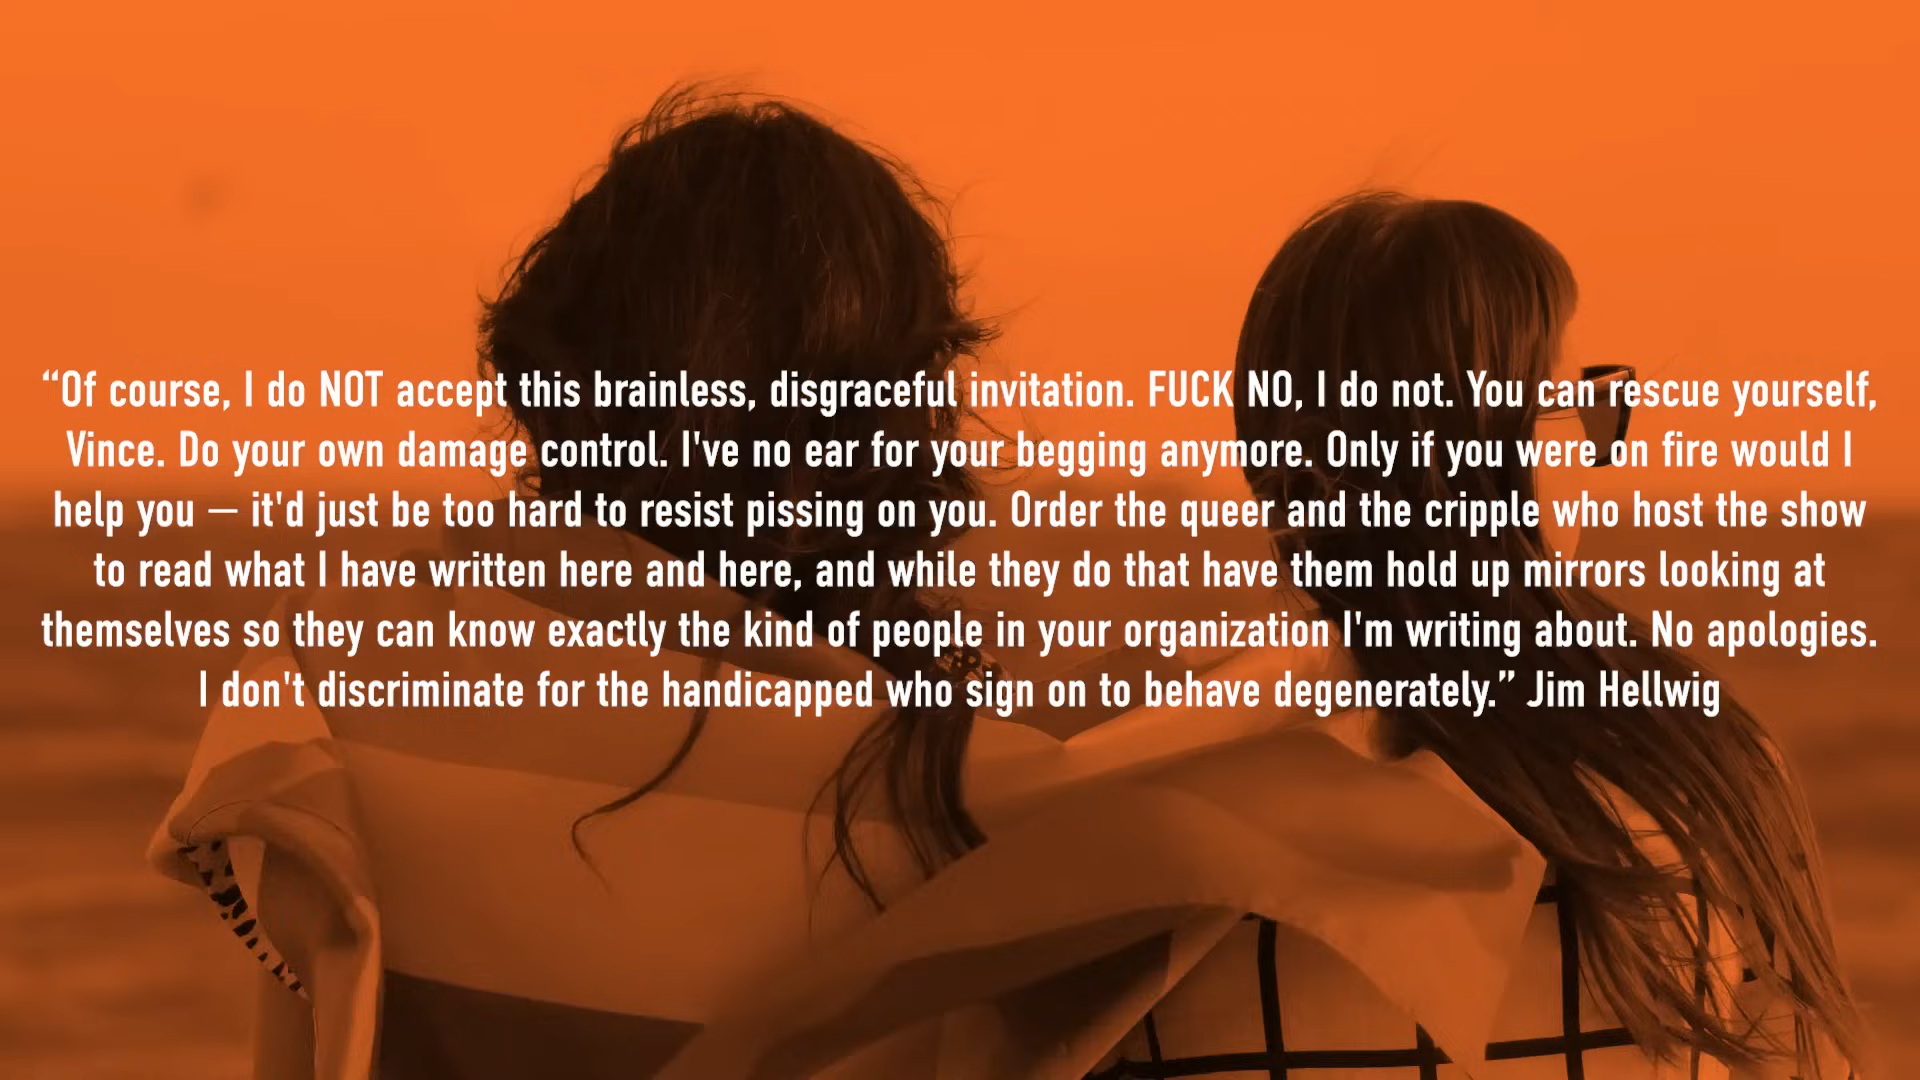 “Of course, I do NOT accept this brainless, disgraceful invitation. FUCK NO, I do not. You can rescue yourself,
Vince. Do your own damage control. I've no ear for your begging anymore. Only if you were on fire would I
help you — it'd just be too hard to resist pissing on you. Order the queer and the cripple who host the show
to read what I have written here and here, and while they do that have them hold up mirrors looking at
themselves so they can know exactly the kind of people in your organization I'm writing about. No apologies.
I don't discriminate for the handicapped who sign on to behave degenerately.” Jim Hellwig